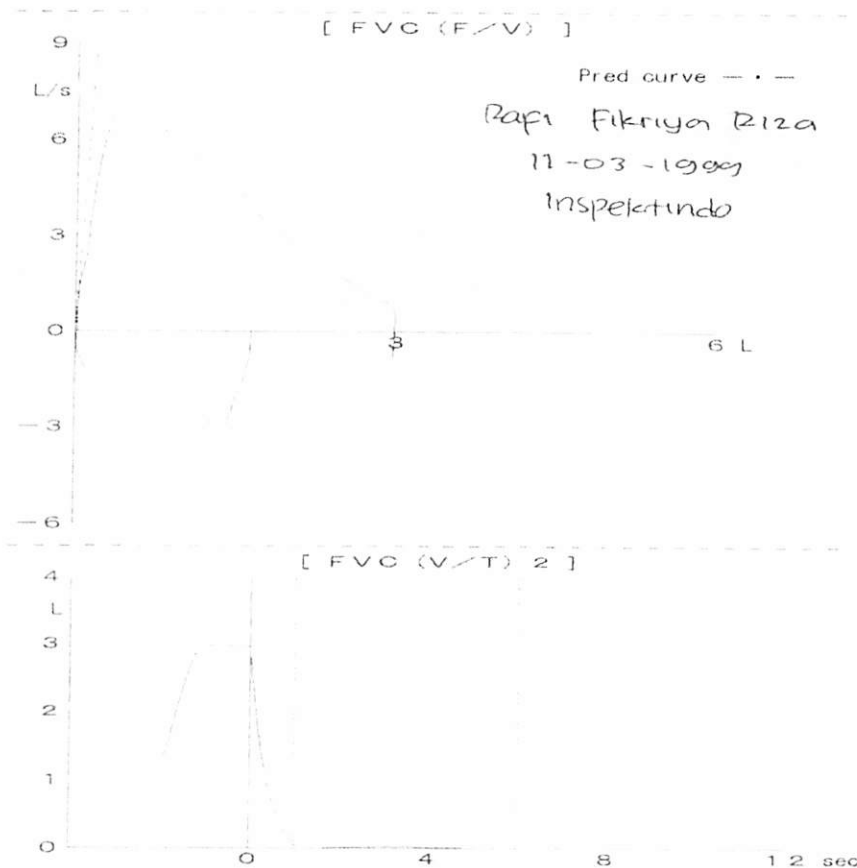 [ FVC (F/V) ]
9
L/s
Pred curve — • —
Rafi Fikriya Riza
6
11-03-1999
Inspektindo
3
0
3
6 L
-3
-6
[ FVC (V/T) 2 ]
4
L
3
2
1
0
0 4 8 12 sec